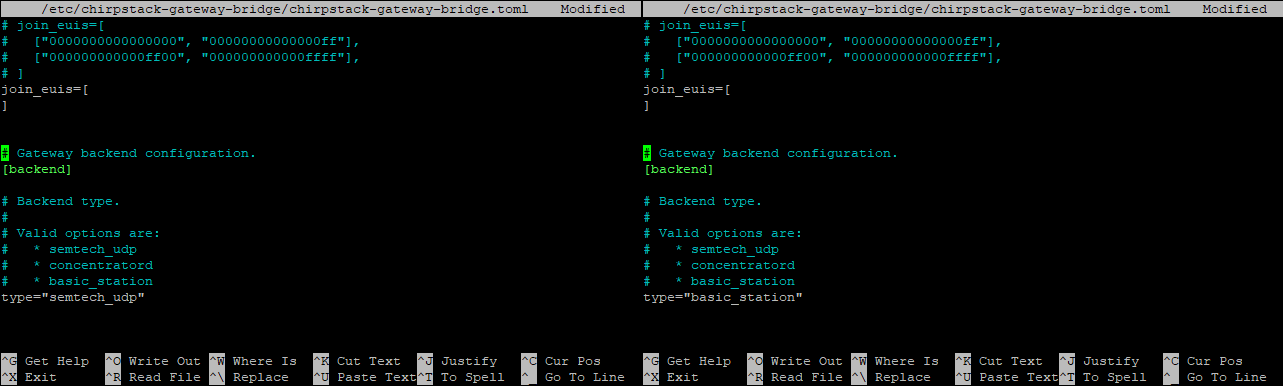 /etc/chirpstack-gateway-bridge/chirpstack-gateway-bridge.toml Modified
# join_euis=[
#   ["0000000000000000", "00000000000000ff"],
#   ["000000000000ff00", "000000000000ffff"],
# ]
join_euis=[
]
# Gateway backend configuration.
[backend]
# Backend type.
#
# Valid options are:
#   * semtech_udp
#   * concentratord
#   * basic_station
type="semtech_udp"
^G Get Help ^O Write Out ^W Where Is ^K Cut Text ^J Justify ^C Cur Pos
^X Exit ^R Read File ^\ Replace ^U Paste Text ^T To Spell ^_ Go To Line
/etc/chirpstack-gateway-bridge/chirpstack-gateway-bridge.toml Modified
# join_euis=[
#   ["0000000000000000", "00000000000000ff"],
#   ["000000000000ff00", "000000000000ffff"],
# ]
join_euis=[
]
# Gateway backend configuration.
[backend]
# Backend type.
#
# Valid options are:
#   * semtech_udp
#   * concentratord
#   * basic_station
type="basic_station"
^G Get Help ^O Write Out ^W Where Is ^K Cut Text ^J Justify ^C Cur Pos
^X Exit ^R Read File ^\ Replace ^U Paste Text ^T To Spell ^_ Go To Line